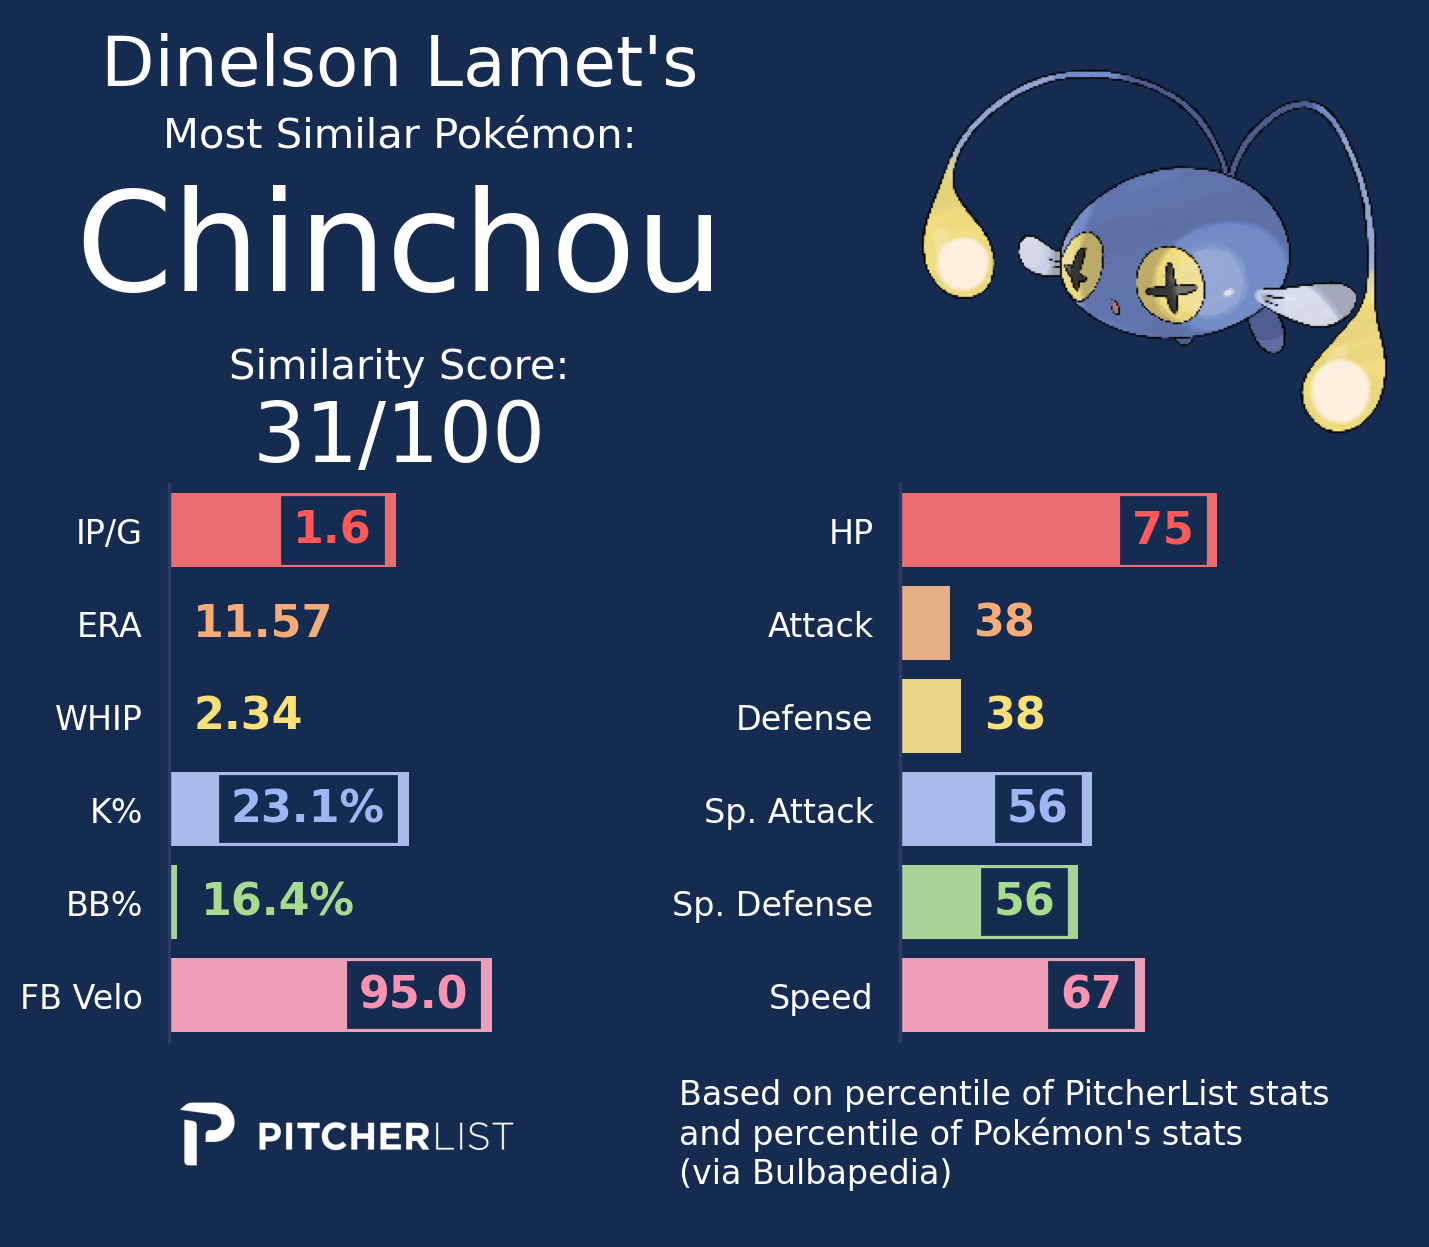 Dinelson Lamet's
Most Similar Pokémon:
Chinchou
Similarity Score:
31/100
IP/G 1.6
ERA 11.57
WHIP 2.34
K% 23.1%
BB% 16.4%
FB Velo 95.0
HP 75
Attack 38
Defense 38
Sp. Attack 56
Sp. Defense 56
Speed 67
PITCHERLIST
Based on percentile of PitcherList stats
and percentile of Pokémon's stats
(via Bulbapedia)